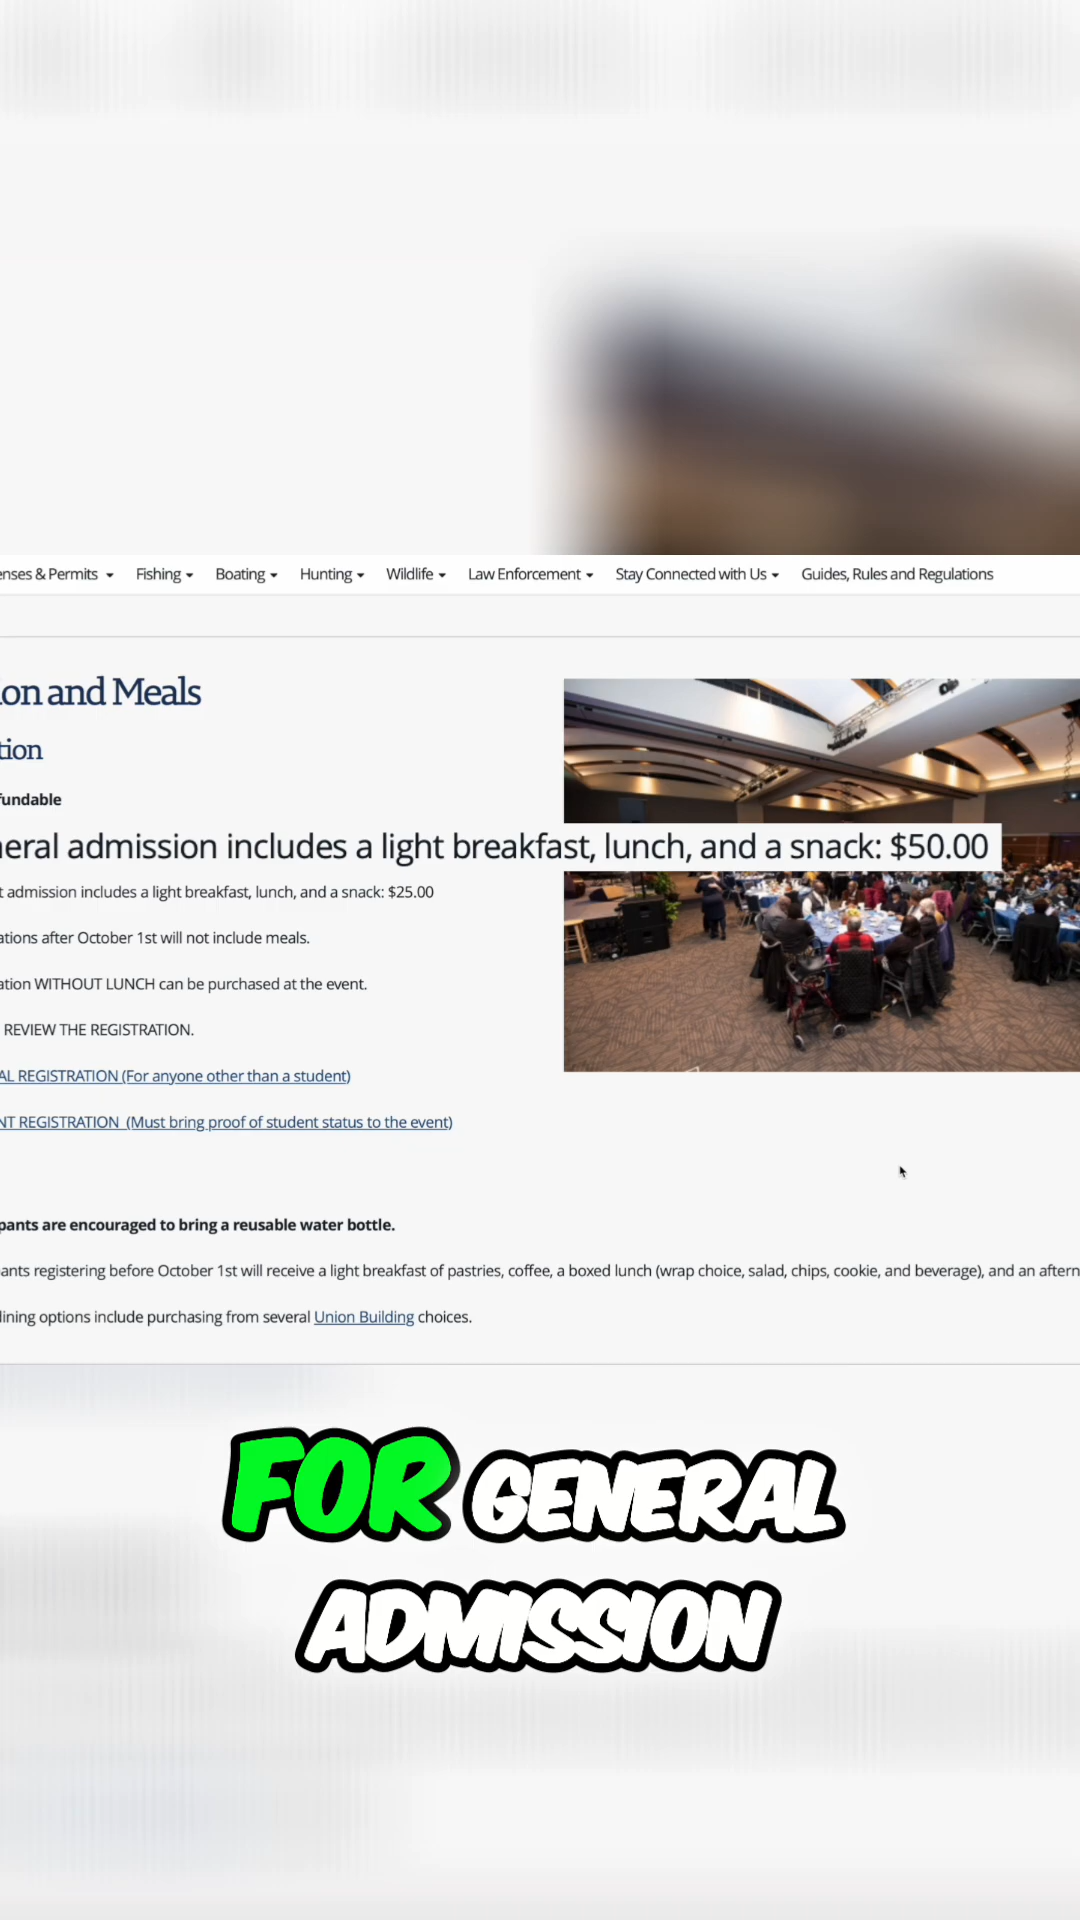 enses & Permits Fishing Boating Hunting Wildlife Law Enforcement Stay Connected with Us Guides, Rules and Regulations
ion and Meals
tion
fundable
neral admission includes a light breakfast, lunch, and a snack: $50.00
t admission includes a light breakfast, lunch, and a snack: $25.00
ations after October 1st will not include meals.
ation WITHOUT LUNCH can be purchased at the event.
REVIEW THE REGISTRATION.
AL REGISTRATION (For anyone other than a student)
NT REGISTRATION (Must bring proof of student status to the event)
pants are encouraged to bring a reusable water bottle.
ants registering before October 1st will receive a light breakfast of pastries, coffee, a boxed lunch (wrap choice, salad, chips, cookie, and beverage), and an aftern
dining options include purchasing from several Union Building choices.
FOR GENERAL
ADMISSION